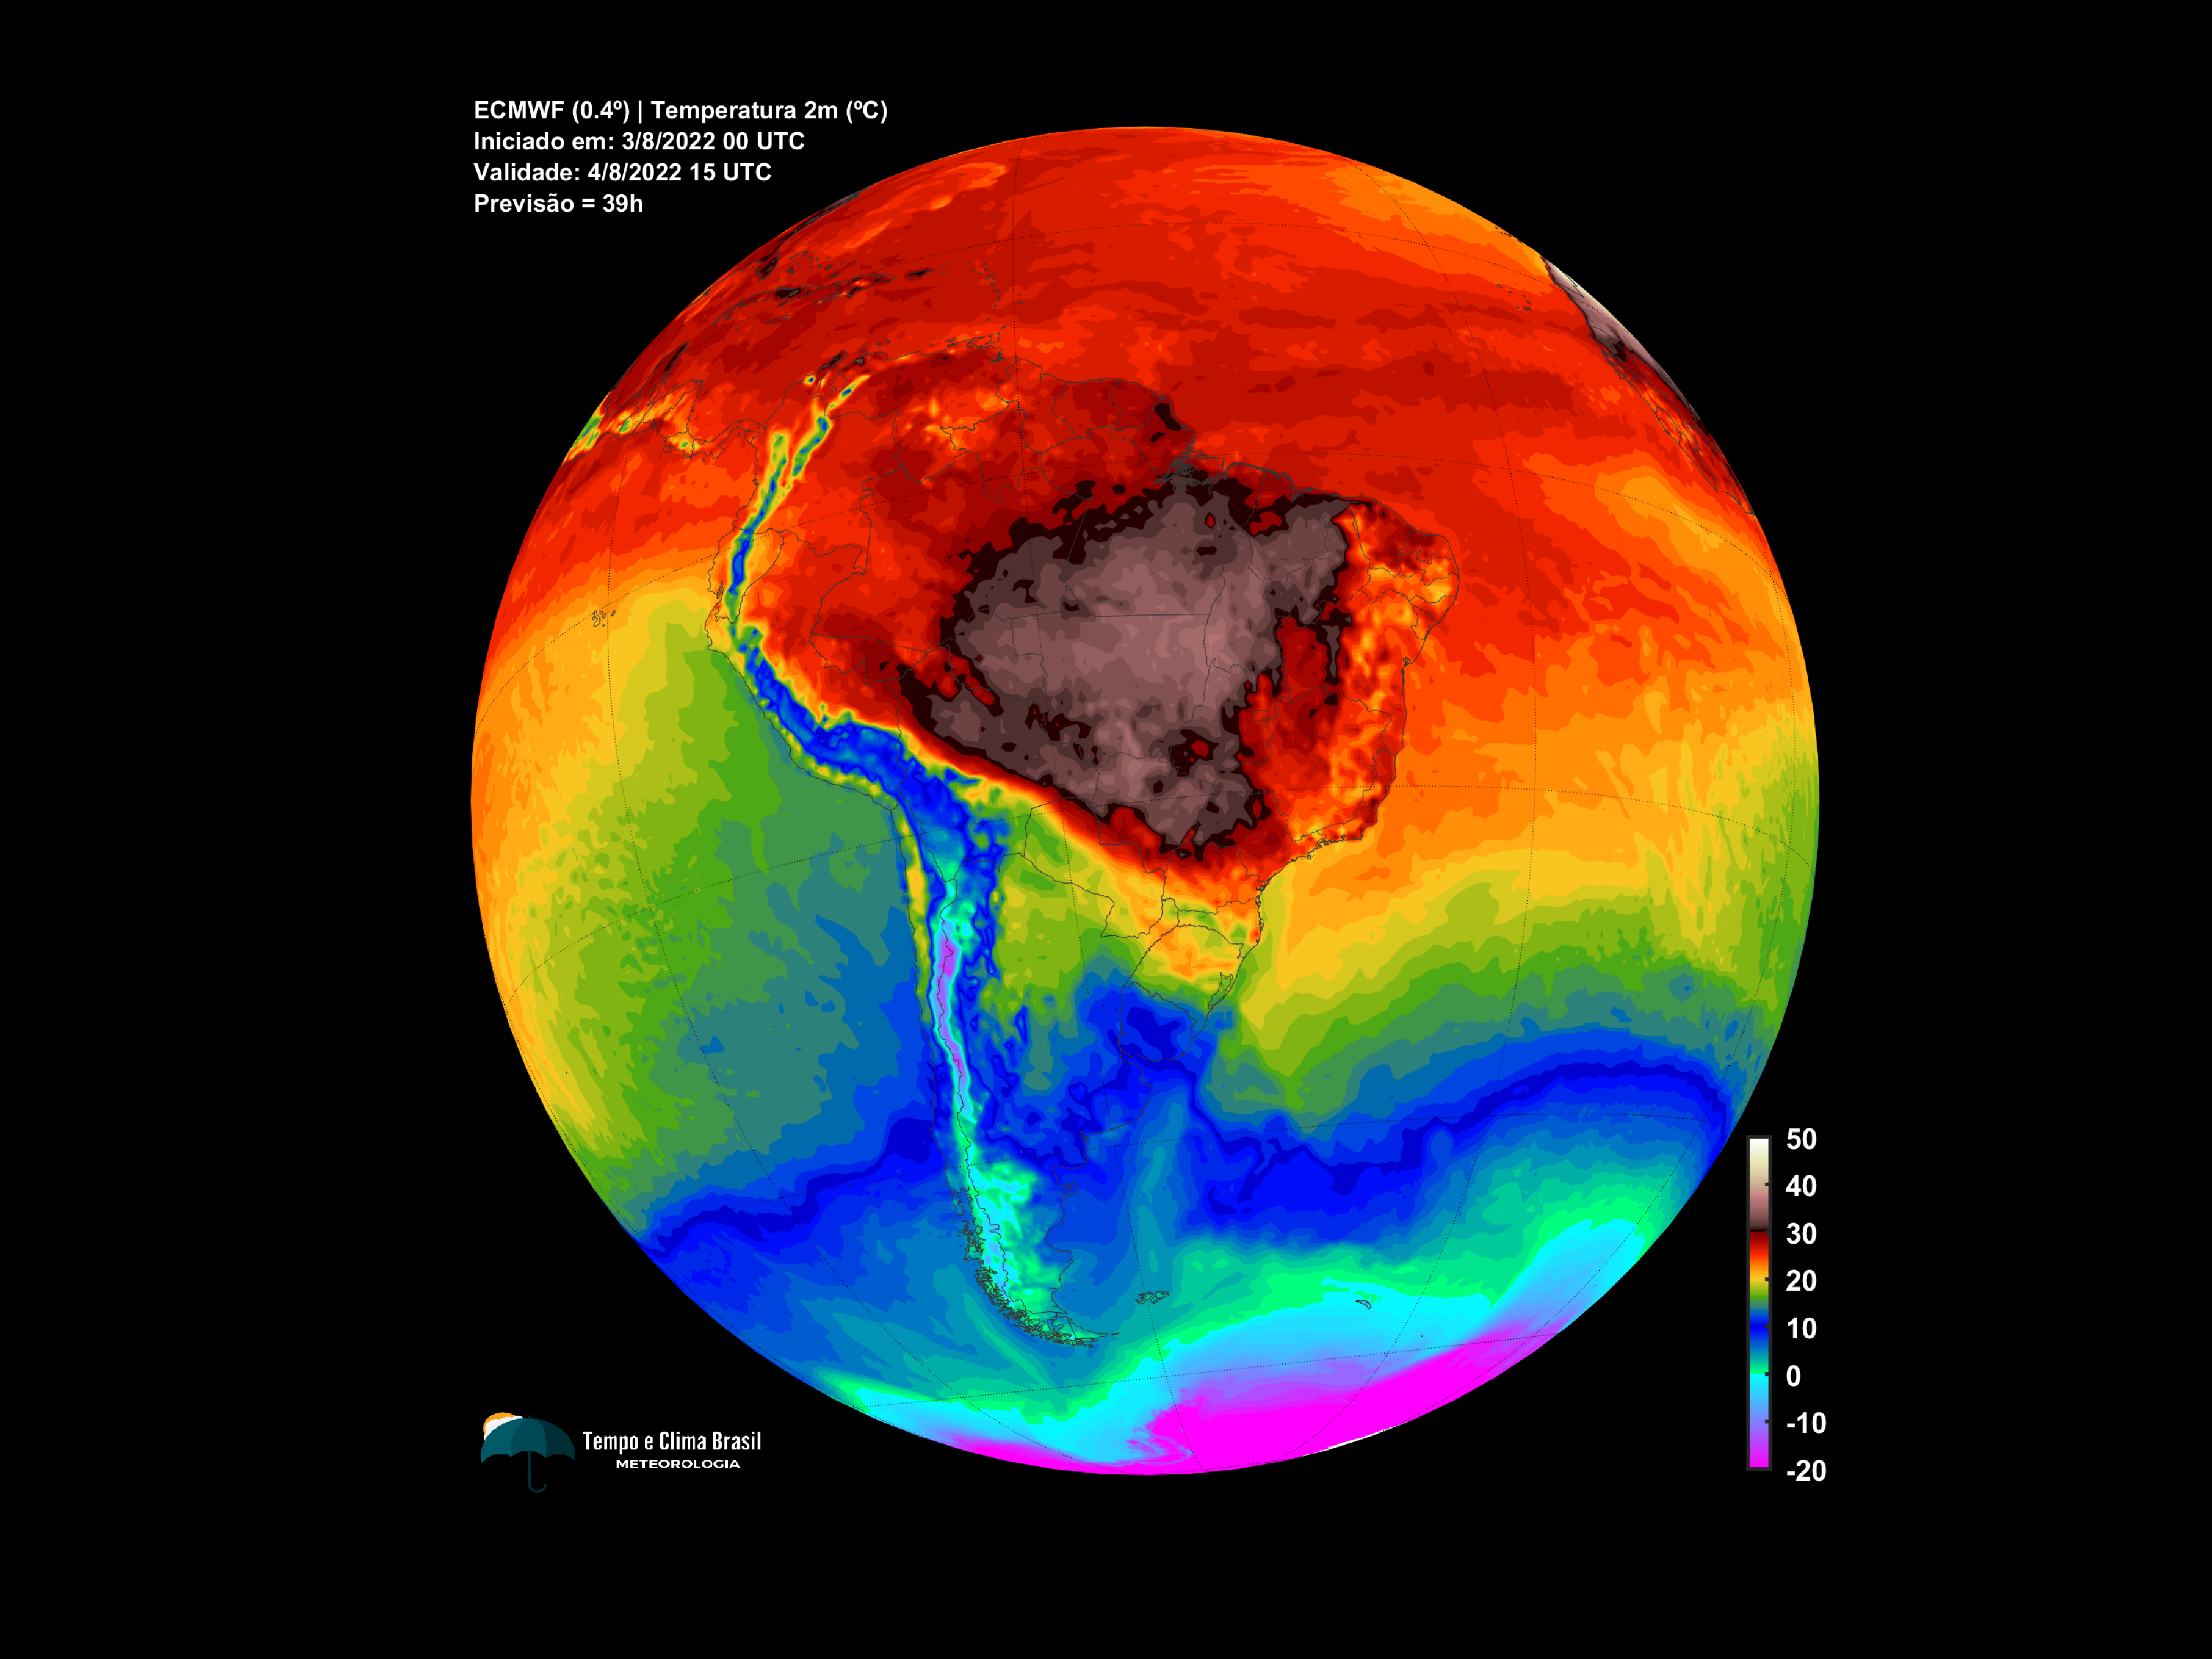 ECMWF (0.4º) | Temperatura 2m (ºC)
Iniciado em: 3/8/2022 00 UTC
Validade: 4/8/2022 15 UTC
Previsão = 39h
50
40
30
20
10
0
-10
-20
Tempo e Clima Brasil
METEOROLOGIA